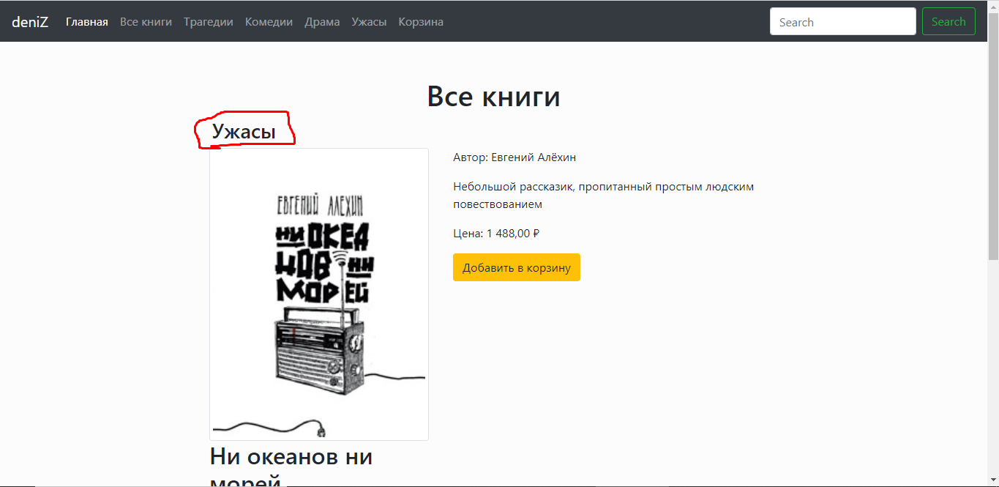 deniZ Главная Все книги Трагедии Комедии Драма Ужасы Корзина Search Search
Все книги
Ужасы
ЕВГЕНИЙ АЛЕХИН
НИ ОКЕА
НОВ НИ
МОРЕЙ
Автор: Евгений Алёхин
Небольшой рассказик, пропитанный простым людским
повествованием
Цена: 1 488,00 ₽
Добавить в корзину
Ни океанов ни
морей